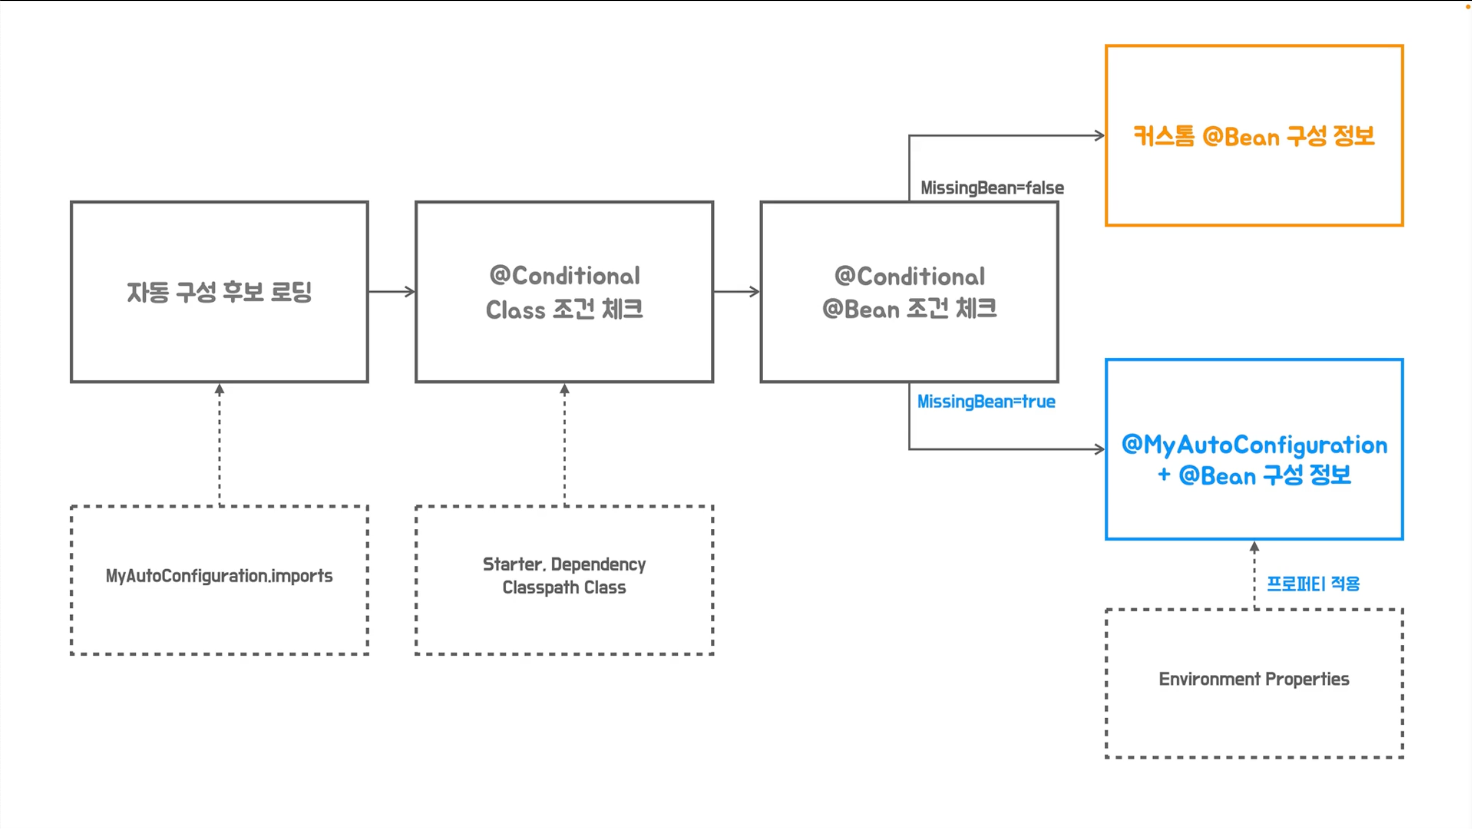 커스톰 @Bean 구성 정보
MissingBean=false
자동 구성 후보 로딩
@Conditional
Class 조건 체크
@Conditional
@Bean 조건 체크
MissingBean=true
@MyAutoConfiguration
+ @Bean 구성 정보
MyAutoConfiguration.imports
Starter, Dependency
Classpath Class
프로퍼티 적용
Environment Properties